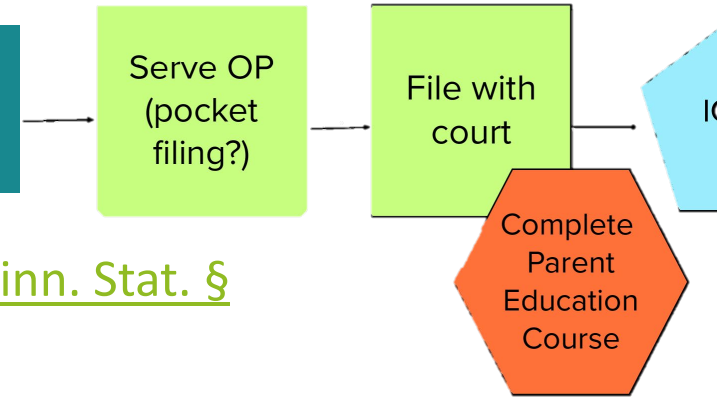 Serve OP
(pocket
filing?)
File with
court
Complete
Parent
Education
Course
inn. Stat. §